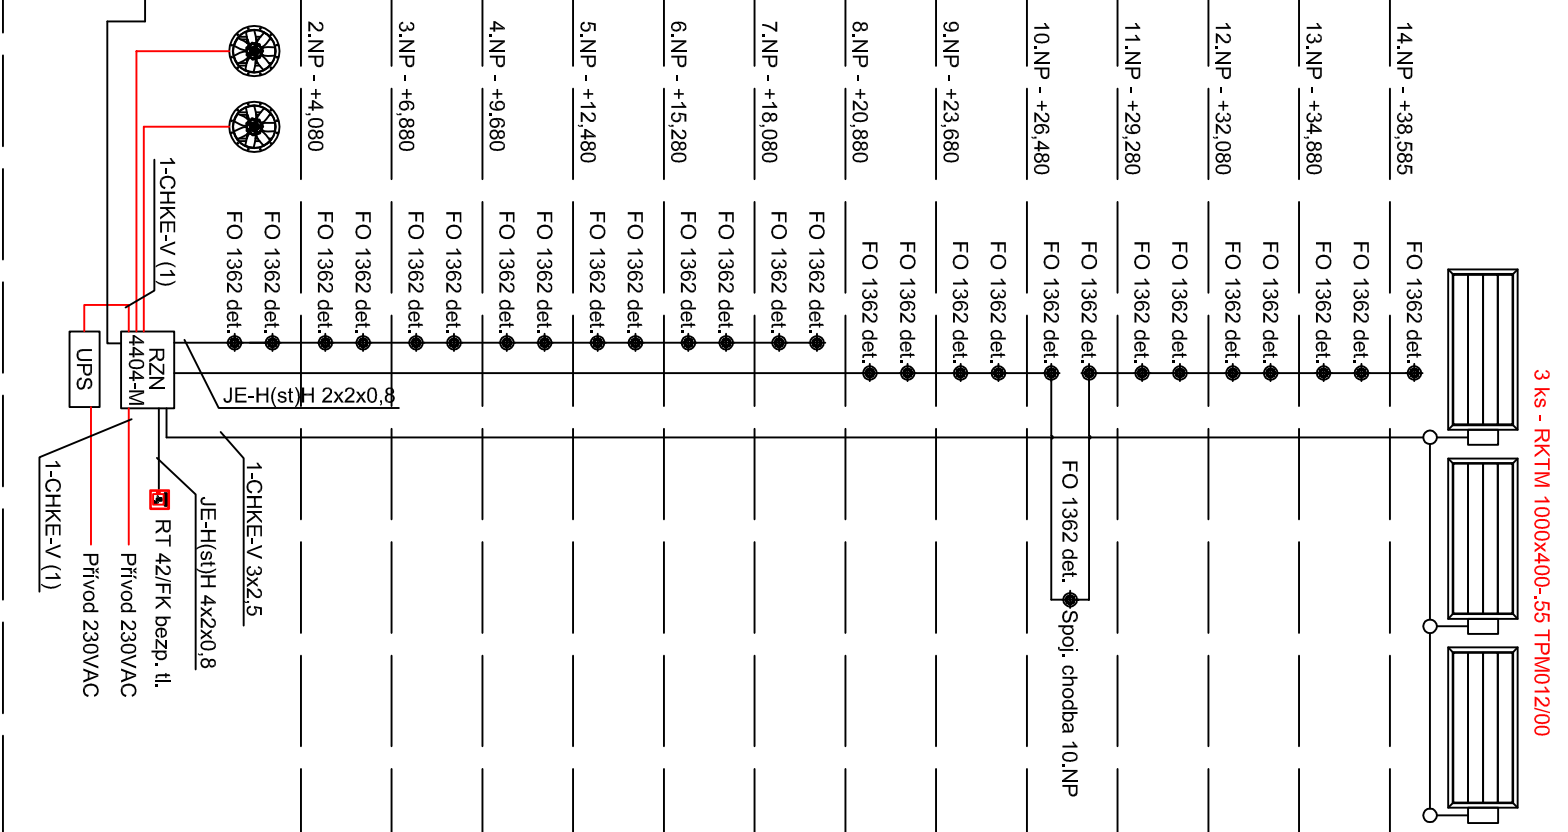 3 ks - RKTM 1000x400-.55 TPM012/00
14.NP - +38,585
FO 1362 det.
13.NP - +34,880
FO 1362 det.
FO 1362 det.
12.NP - +32,080
FO 1362 det.
FO 1362 det.
11.NP - +29,280
FO 1362 det.
FO 1362 det.
10.NP - +26,480
FO 1362 det.
FO 1362 det.
FO 1362 det.
Spoj. chodba 10.NP
9.NP - +23,680
FO 1362 det.
FO 1362 det.
8.NP - +20,880
FO 1362 det.
FO 1362 det.
7.NP - +18,080
FO 1362 det.
FO 1362 det.
6.NP - +15,280
FO 1362 det.
FO 1362 det.
5.NP - +12,480
FO 1362 det.
FO 1362 det.
4.NP - +9.680
FO 1362 det.
FO 1362 det.
3.NP - +6,880
FO 1362 det.
FO 1362 det.
2.NP - +4,080
FO 1362 det.
FO 1362 det.
FO 1362 det.
FO 1362 det.
JE-H(st)H 2x2x0,8
1-CHKE-V 3x2,5
JE-H(st)H 4x2x0,8
1-CHKE-V (1)
RZN
4404-M
RT 42/FK bezp. tl.
Přívod 230VAC
UPS
Přívod 230VAC
1-CHKE-V (1)